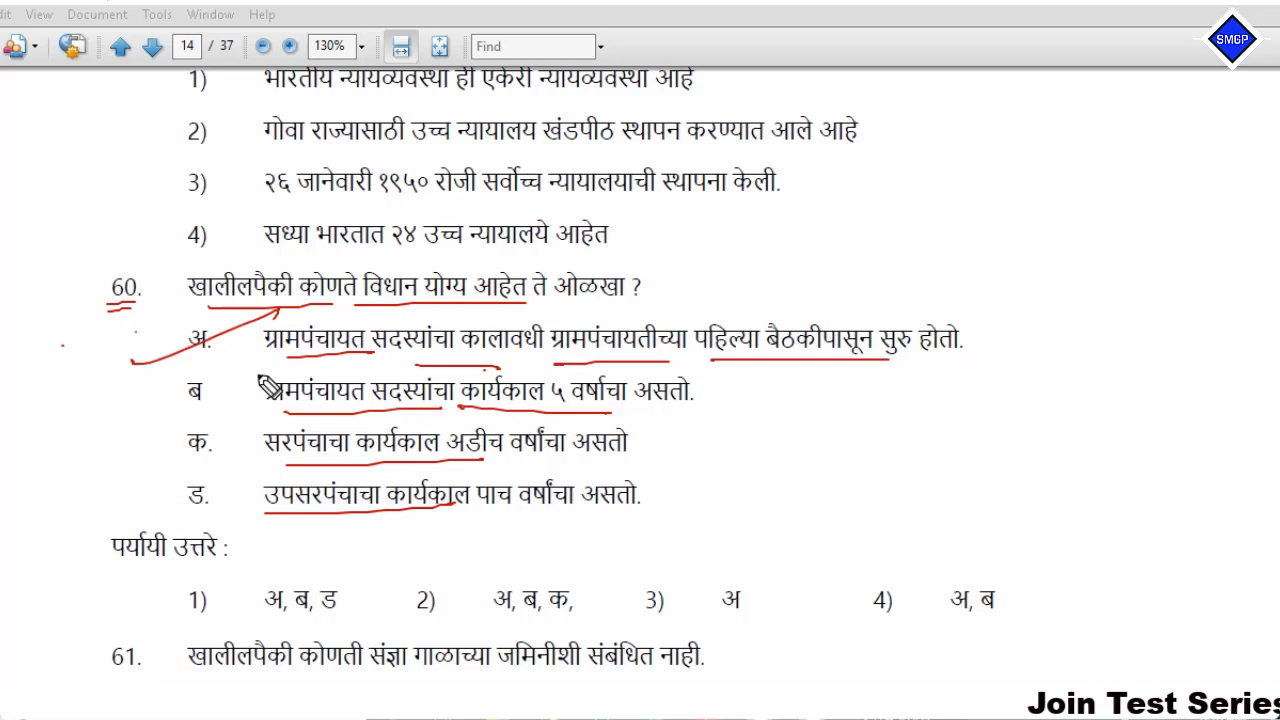 dit View Document Tools Window Help
14 / 37 130% Find
SMGP
1) भारतीय न्यायव्यवस्था ही एकेरी न्यायव्यवस्था आहे
2) गोवा राज्यासाठी उच्च न्यायालय खंडपीठ स्थापन करण्यात आले आहे
3) २६ जानेवारी १९५० रोजी सर्वोच्च न्यायालयाची स्थापना केली.
4) सध्या भारतात २४ उच्च न्यायालये आहेत
60. खालीलपैकी कोणते विधान योग्य आहेत ते ओळखा ?
अ. ग्रामपंचायत सदस्यांचा कालावधी ग्रामपंचायतीच्या पहिल्या बैठकीपासून सुरु होतो.
ब ग्रामपंचायत सदस्यांचा कार्यकाल ५ वर्षाचा असतो.
क. सरपंचाचा कार्यकाल अडीच वर्षांचा असतो
ड. उपसरपंचाचा कार्यकाल पाच वर्षांचा असतो.
पर्यायी उत्तरे :
1) अ, ब, ड 2) अ, ब, क, 3) अ 4) अ, ब
61. खालीलपैकी कोणती संज्ञा गाळाच्या जमिनीशी संबंधित नाही.
Join Test Series